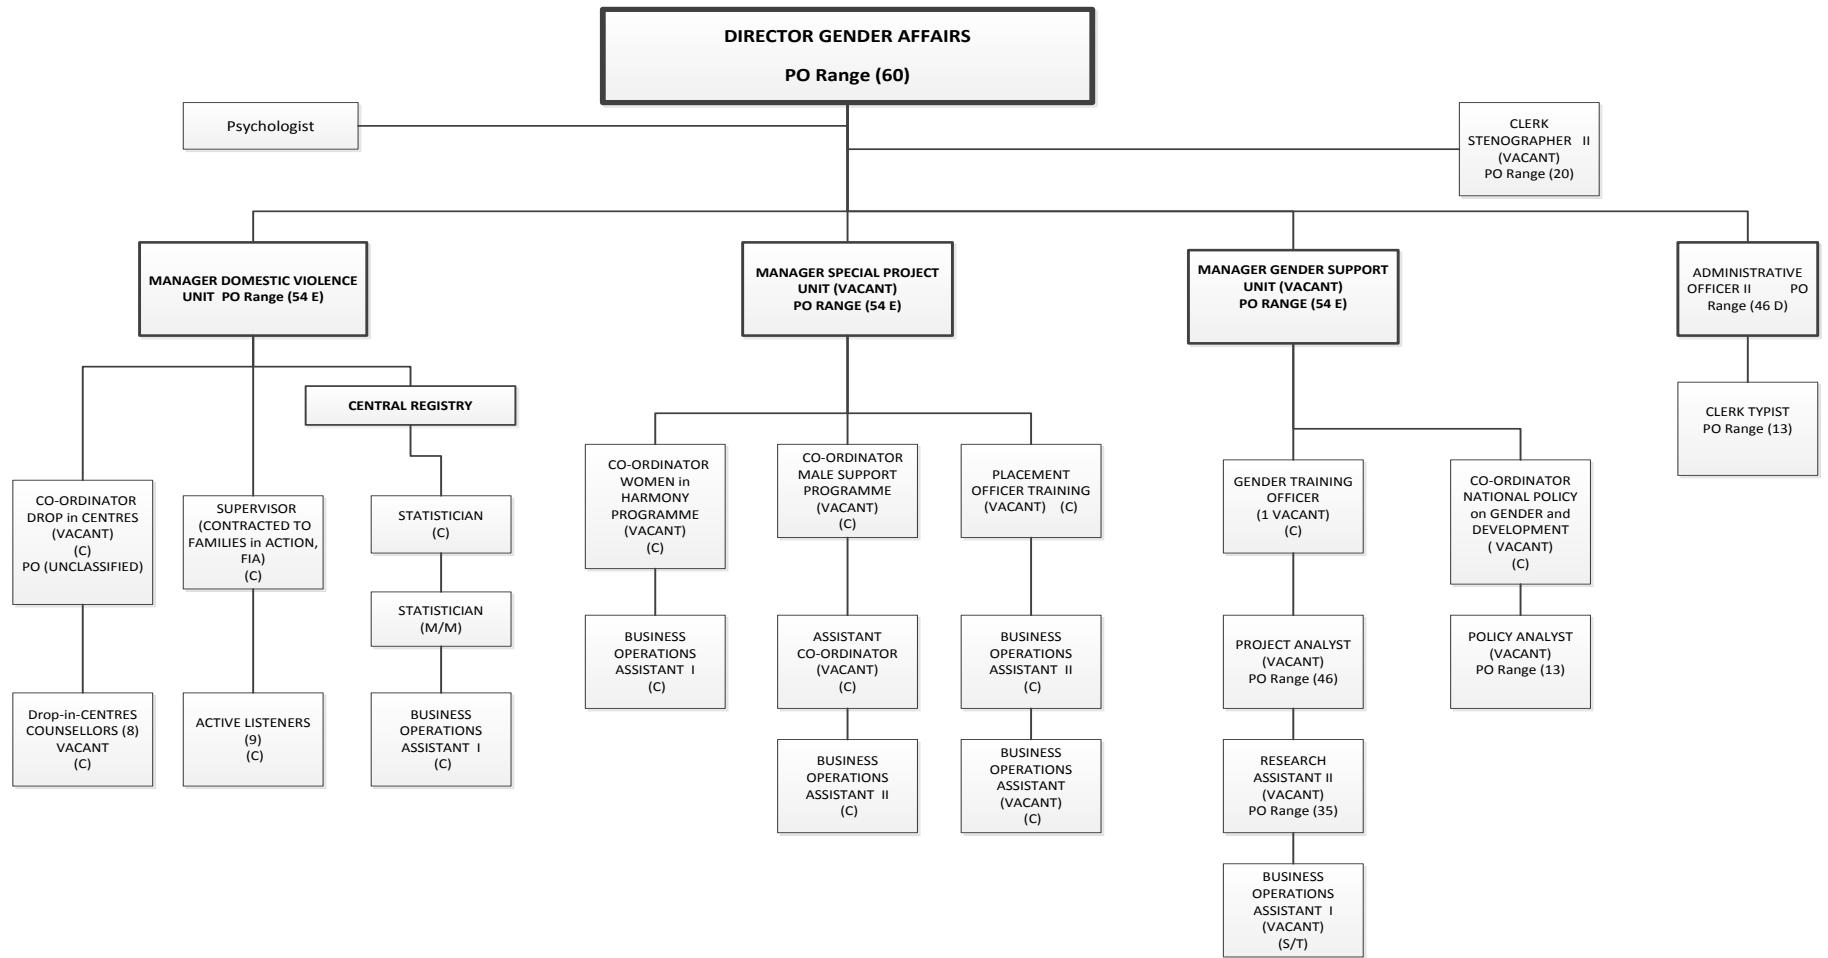 DIRECTOR GENDER AFFAIRS
PO Range (60)
Psychologist
CLERK
STENOGRAPHER II
(VACANT)
PO Range (20)
MANAGER DOMESTIC VIOLENCE
UNIT PO Range (54 E)
MANAGER SPECIAL PROJECT
UNIT (VACANT)
PO RANGE (54 E)
MANAGER GENDER SUPPORT
UNIT (VACANT)
PO RANGE (54 E)
ADMINISTRATIVE
OFFICER II PO
Range (46 D)
CENTRAL REGISTRY
CLERK TYPIST
PO Range (13)
CO-ORDINATOR
DROP in CENTRES
(VACANT)
(C)
PO (UNCLASSIFIED)
SUPERVISOR
(CONTRACTED TO
FAMILIES in ACTION,
FIA)
(C)
STATISTICIAN
(C)
CO-ORDINATOR
WOMEN in
HARMONY
PROGRAMME
(VACANT)
(C)
CO-ORDINATOR
MALE SUPPORT
PROGRAMME
(VACANT)
(C)
PLACEMENT
OFFICER TRAINING
(VACANT) (C)
GENDER TRAINING
OFFICER
(1 VACANT)
(C)
CO-ORDINATOR
NATIONAL POLICY
on GENDER and
DEVELOPMENT
( VACANT)
(C)
STATISTICIAN
(M/M)
BUSINESS
OPERATIONS
ASSISTANT I
(C)
ASSISTANT
CO-ORDINATOR
(VACANT)
(C)
BUSINESS
OPERATIONS
ASSISTANT II
(C)
PROJECT ANALYST
(VACANT)
PO Range (46)
POLICY ANALYST
(VACANT)
PO Range (13)
Drop-in-CENTRES
COUNSELLORS (8)
VACANT
(C)
ACTIVE LISTENERS
(9)
(C)
BUSINESS
OPERATIONS
ASSISTANT I
(C)
BUSINESS
OPERATIONS
ASSISTANT II
(C)
BUSINESS
OPERATIONS
ASSISTANT
(VACANT)
(C)
RESEARCH
ASSISTANT II
(VACANT)
PO Range (35)
BUSINESS
OPERATIONS
ASSISTANT I
(VACANT)
(S/T)